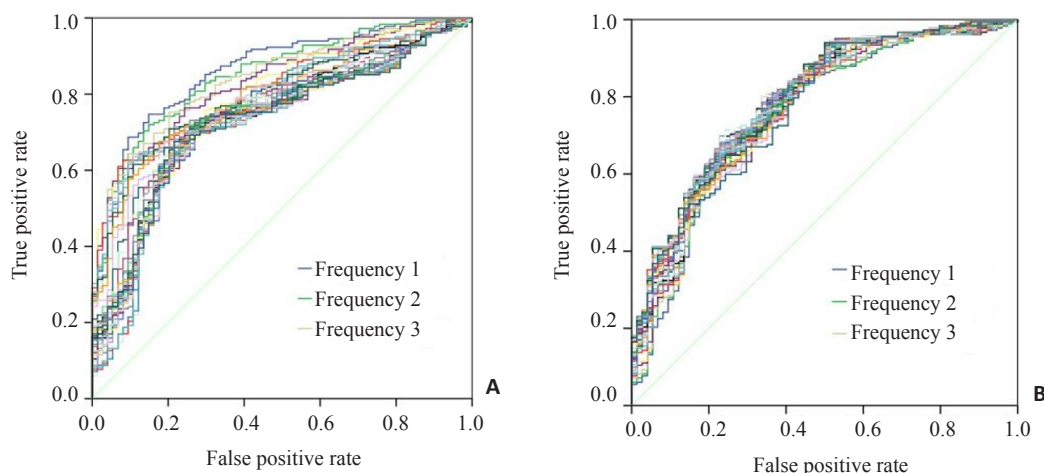 1.0
0.8
0.6
0.4
0.2
0.0
True positive rate
Frequency 1
Frequency 2
Frequency 3
0.0 0.2 0.4 0.6 0.8 1.0
False positive rate
A
1.0
0.8
0.6
0.4
0.2
0.0
True positive rate
Frequency 1
Frequency 2
Frequency 3
0.0 0.2 0.4 0.6 0.8 1.0
False positive rate
B